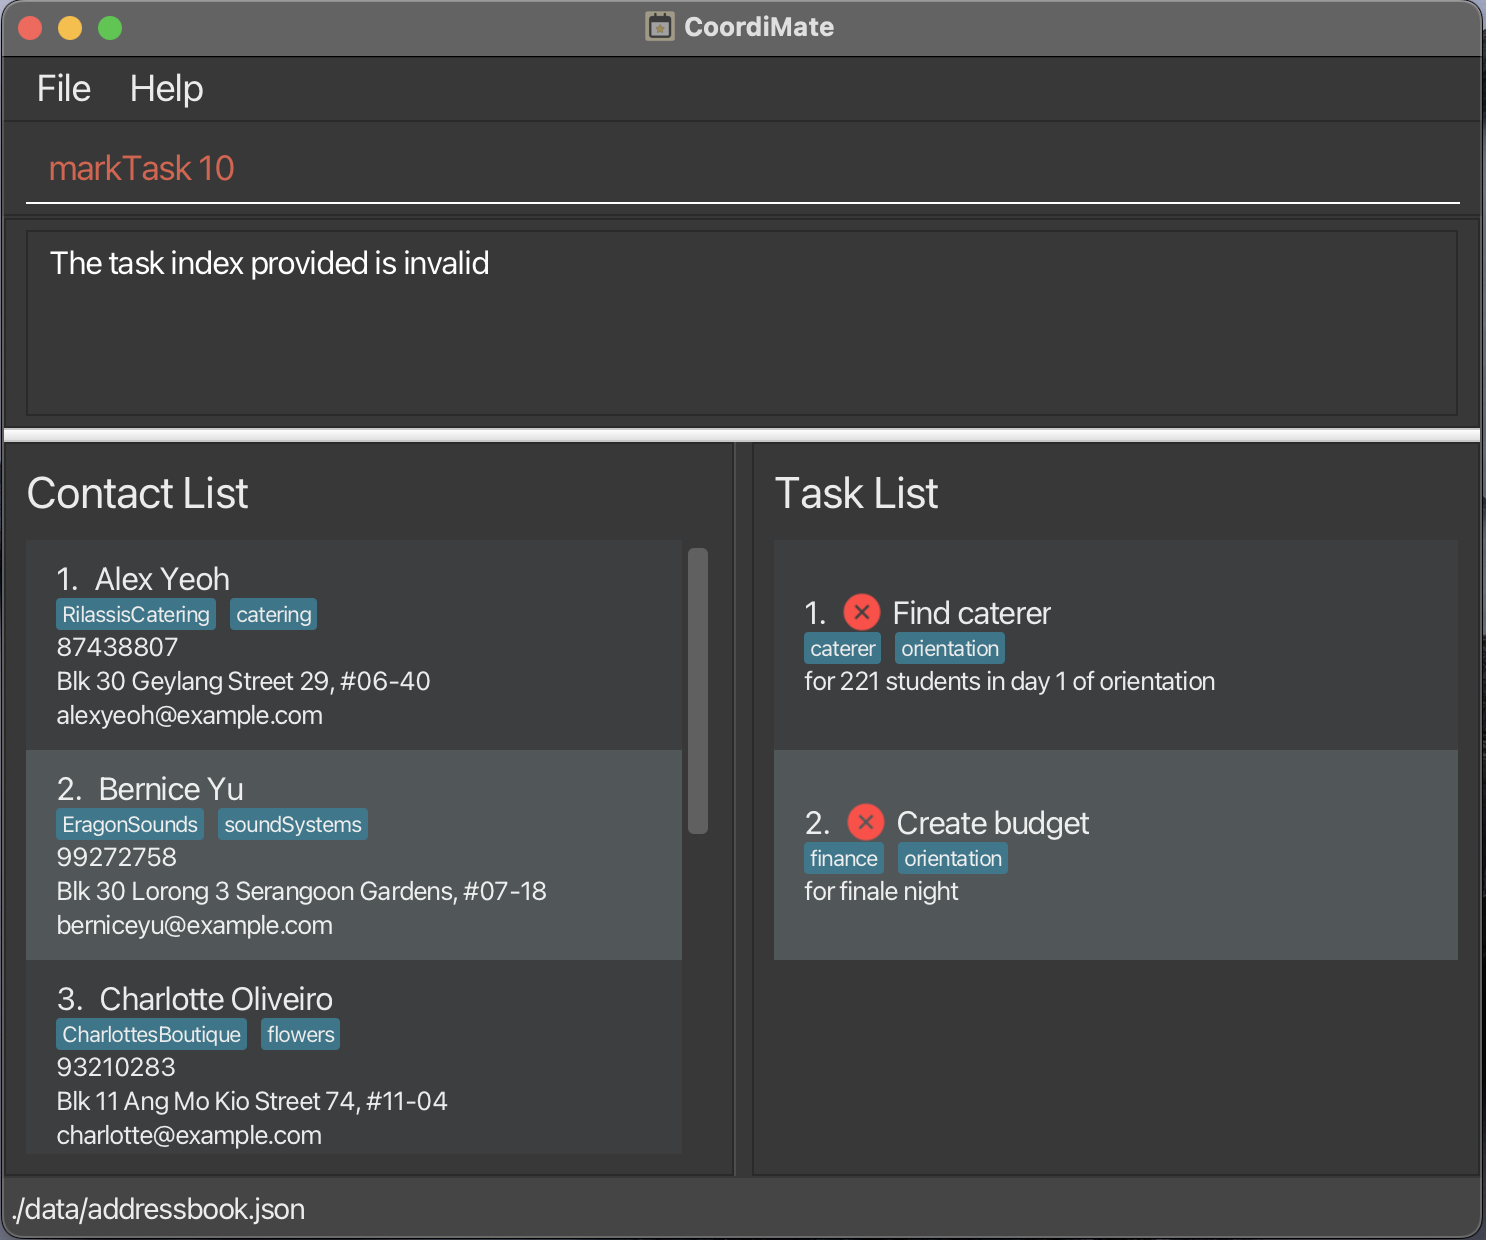 CoordiMate
File Help
markTask 10
The task index provided is invalid
Contact List
1. Alex Yeoh
RilassisCatering catering
87438807
Blk 30 Geylang Street 29, #06-40
alexyeoh@example.com
2. Bernice Yu
EragonSounds soundSystems
99272758
Blk 30 Lorong 3 Serangoon Gardens, #07-18
berniceyu@example.com
3. Charlotte Oliveiro
CharlottesBoutique flowers
93210283
Blk 11 Ang Mo Kio Street 74, #11-04
charlotte@example.com
Task List
1. Find caterer
caterer orientation
for 221 students in day 1 of orientation
2. Create budget
finance orientation
for finale night
./data/addressbook.json